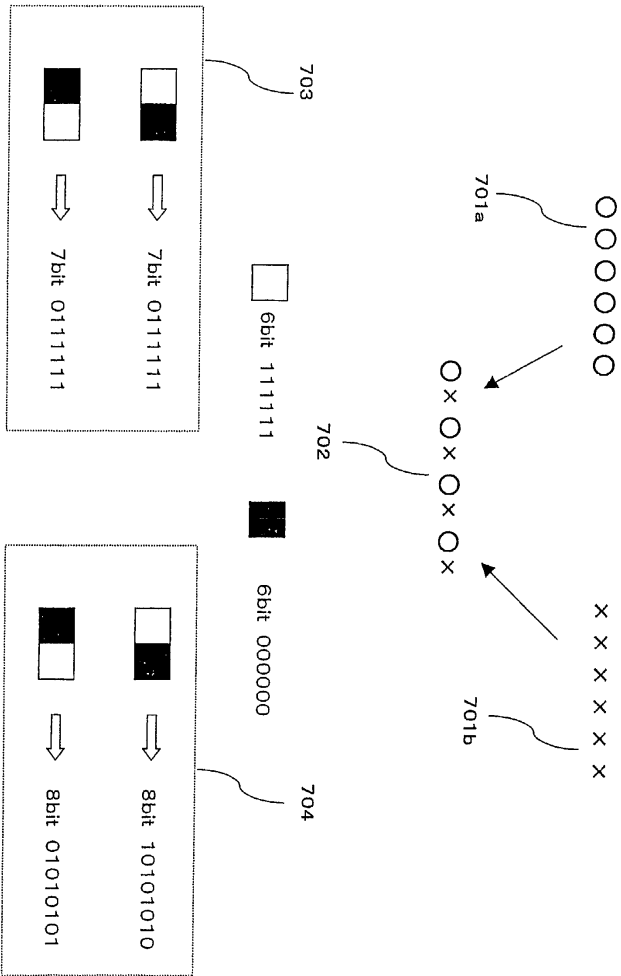 ○○○○○○
××××××
701a
701b
○×○×○×○×
702
703
704
6bit 111111
6bit 000000
7bit 0111111
8bit 10101010
7bit 0111111
8bit 01010101